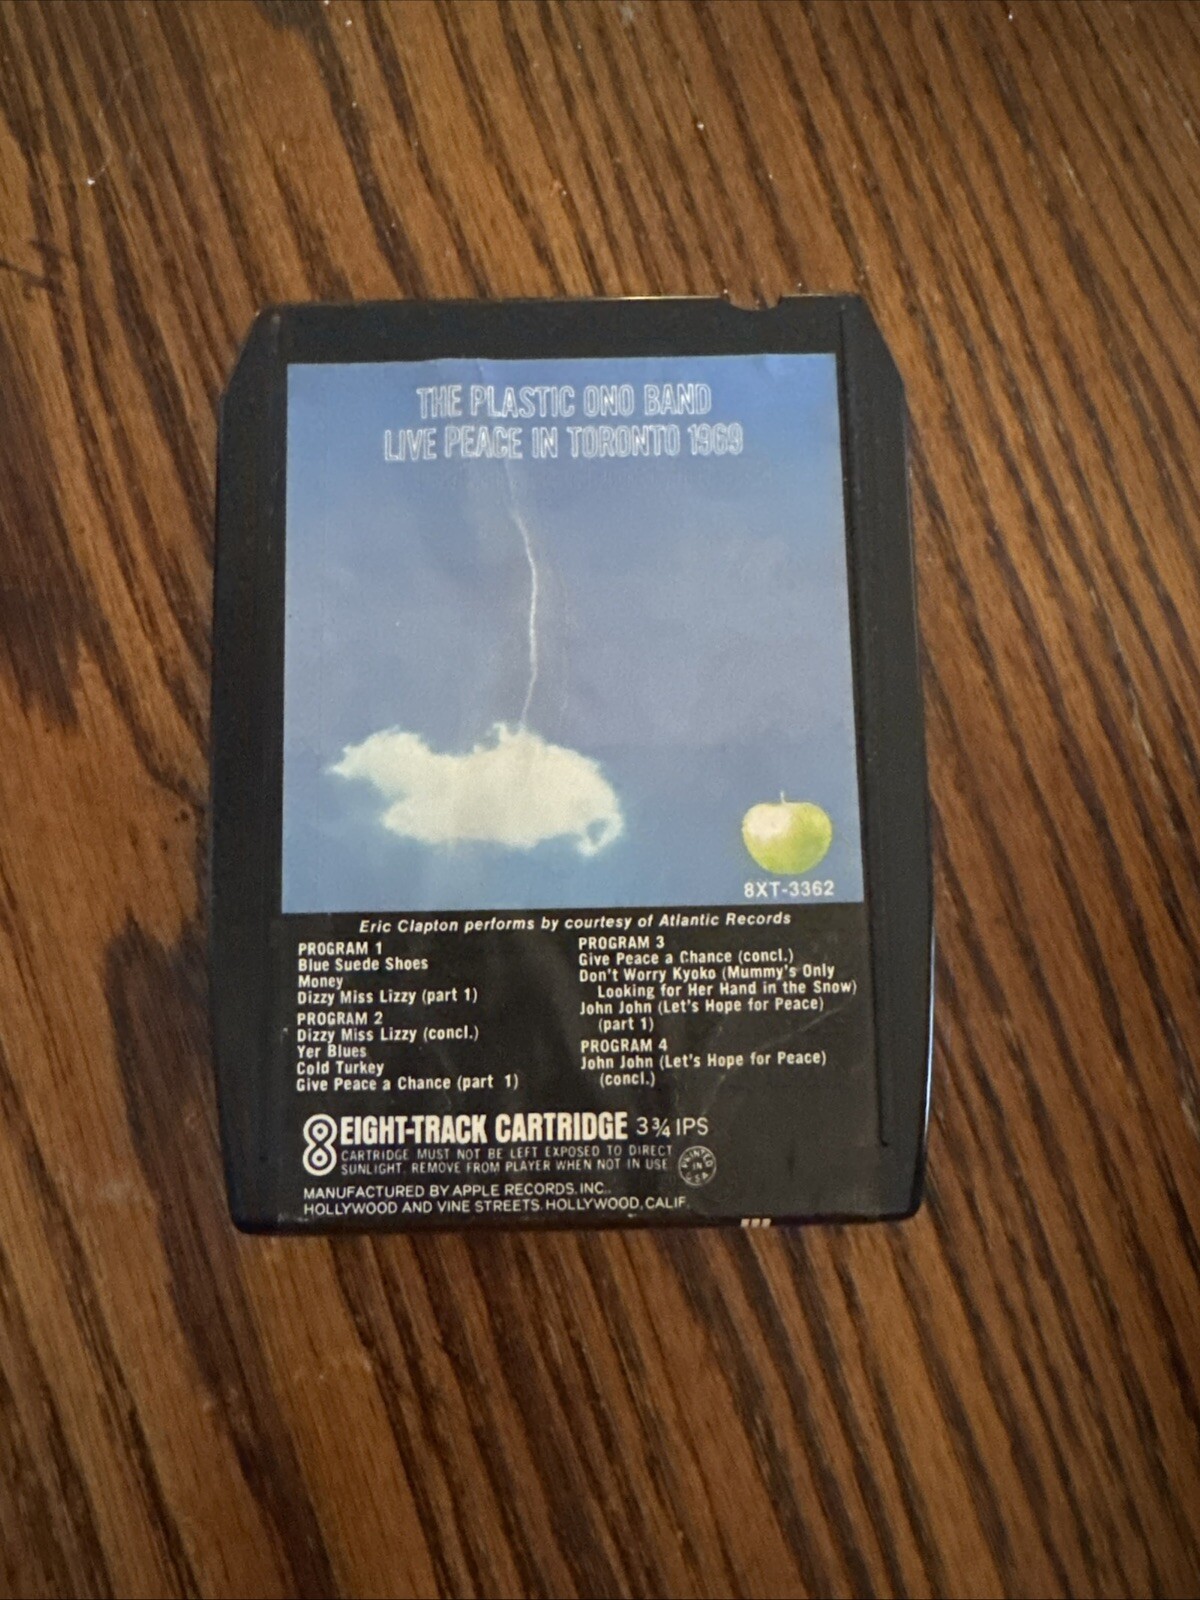 THE PLASTIC ONO BAND
LIVE PEACE IN TORONTO 1969
8XT-3362
Eric Clapton performs by courtesy of Atlantic Records
PROGRAM 1
Blue Suede Shoes
Money
Dizzy Miss Lizzy (part 1)
PROGRAM 2
Dizzy Miss Lizzy (concl.)
Yer Blues
Cold Turkey
Give Peace a Chance (part 1)
PROGRAM 3
Give Peace a Chance (concl.)
Don't Worry Kyoko (Mummy's Only
Looking for Her Hand in the Snow)
John John (Let's Hope for Peace)
(part 1)
PROGRAM 4
John John (Let's Hope for Peace)
(concl.)
8 EIGHT-TRACK CARTRIDGE 3¾ IPS
CARTRIDGE MUST NOT BE LEFT EXPOSED TO DIRECT
SUNLIGHT. REMOVE FROM PLAYER WHEN NOT IN USE
PRINTED
IN
U.S.A.
MANUFACTURED BY APPLE RECORDS, INC.,
HOLLYWOOD AND VINE STREETS, HOLLYWOOD, CALIF.